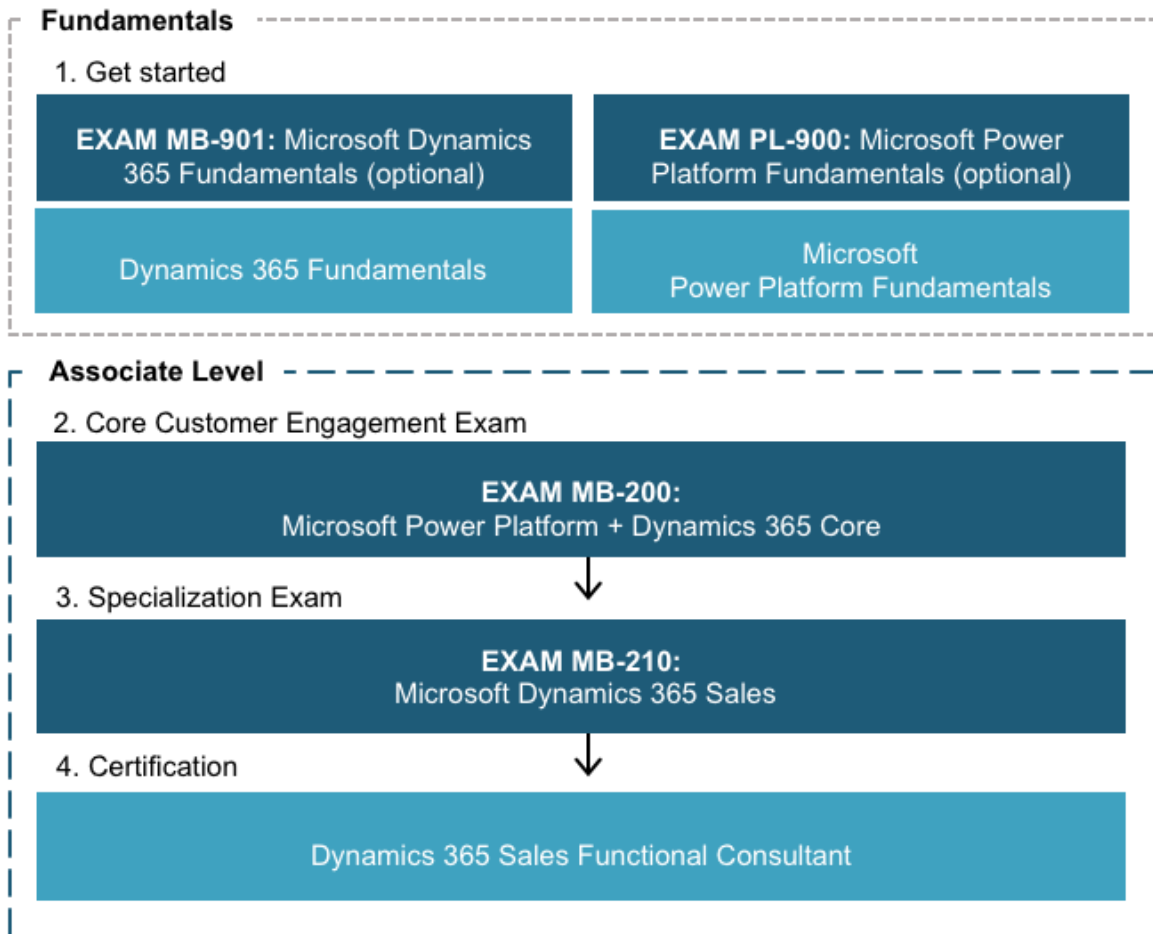 Fundamentals
1. Get started
EXAM MB-901: Microsoft Dynamics
365 Fundamentals (optional)
EXAM PL-900: Microsoft Power
Platform Fundamentals (optional)
Dynamics 365 Fundamentals
Microsoft
Power Platform Fundamentals
Associate Level
2. Core Customer Engagement Exam
EXAM MB-200:
Microsoft Power Platform + Dynamics 365 Core
3. Specialization Exam
EXAM MB-210:
Microsoft Dynamics 365 Sales
4. Certification
Dynamics 365 Sales Functional Consultant